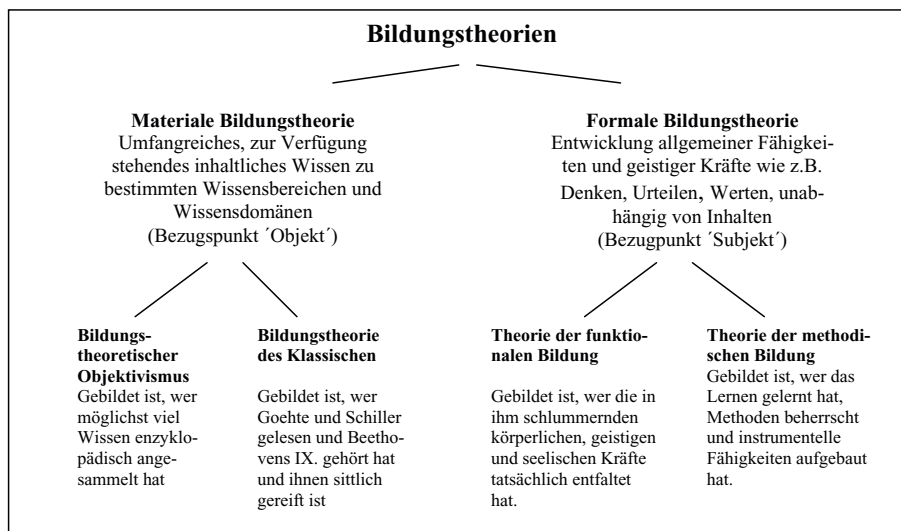 Bildungstheorien
Materiale Bildungstheorie
Umfangreiches, zur Verfügung
stehendes inhaltliches Wissen zu
bestimmten Wissensbereichen und
Wissensdomänen
(Bezugspunkt ´Objekt´)
Formale Bildungstheorie
Entwicklung allgemeiner Fähigkei-
ten und geistiger Kräfte wie z.B.
Denken, Urteilen, Werten, unab-
hängig von Inhalten
(Bezugpunkt ´Subjekt´)
Bildungs-
theoretischer
Objektivismus
Gebildet ist, wer
möglichst viel
Wissen enzyklo-
pädisch ange-
sammelt hat
Bildungstheorie
des Klassischen
Gebildet ist, wer
Goehte und Schiller
gelesen und Beetho-
vens IX. gehört hat
und ihnen sittlich
gereift ist
Theorie der funktio-
nalen Bildung
Gebildet ist, wer die in
ihm schlummernden
körperlichen, geistigen
und seelischen Kräfte
tatsächlich entfaltet
hat.
Theorie der methodi-
schen Bildung
Gebildet ist, wer das
Lernen gelernt hat,
Methoden beherrscht
und instrumentelle
Fähigkeiten aufgebaut
hat.